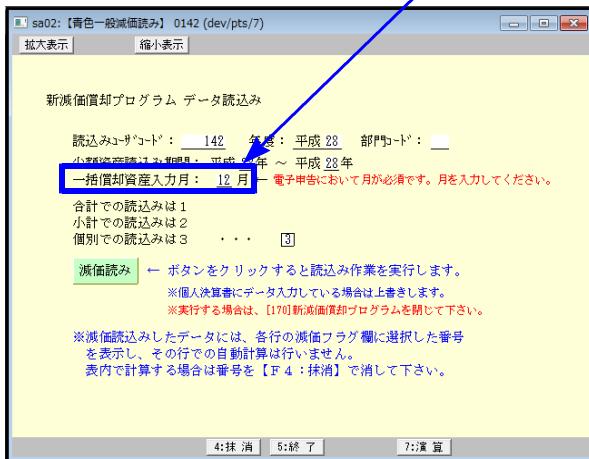 sa02:【青色一般減価読み】 0142 (dev/pts/7)
拡大表示 縮小表示
新減価償却プログラム データ読込み
読込みﾕｰｻﾞｺｰﾄﾞ： 142 年度： 平成 28 部門ｺｰﾄﾞ：
少額資産読込み期間： 平成 年 ～ 平成 28年
一括償却資産入力月： 12 月 ← 電子申告において月が必須です。月を入力してください。
合計での読込みは１
小計での読込みは２
個別での読込みは３ ・・・ 3
減価読み ← ボタンをクリックすると読込み作業を実行します。
※個人決算書にデータ入力している場合は上書きします。
※実行する場合は、[170]新減価償却プログラムを閉じて下さい。
※減価読込みしたデータには、各行の減価フラグ欄に選択した番号
を表示し、その行での自動計算は行いません。
表内で計算する場合は番号を【Ｆ４：抹消】で消して下さい。
4:抹 消 5:終 了 7:演 算